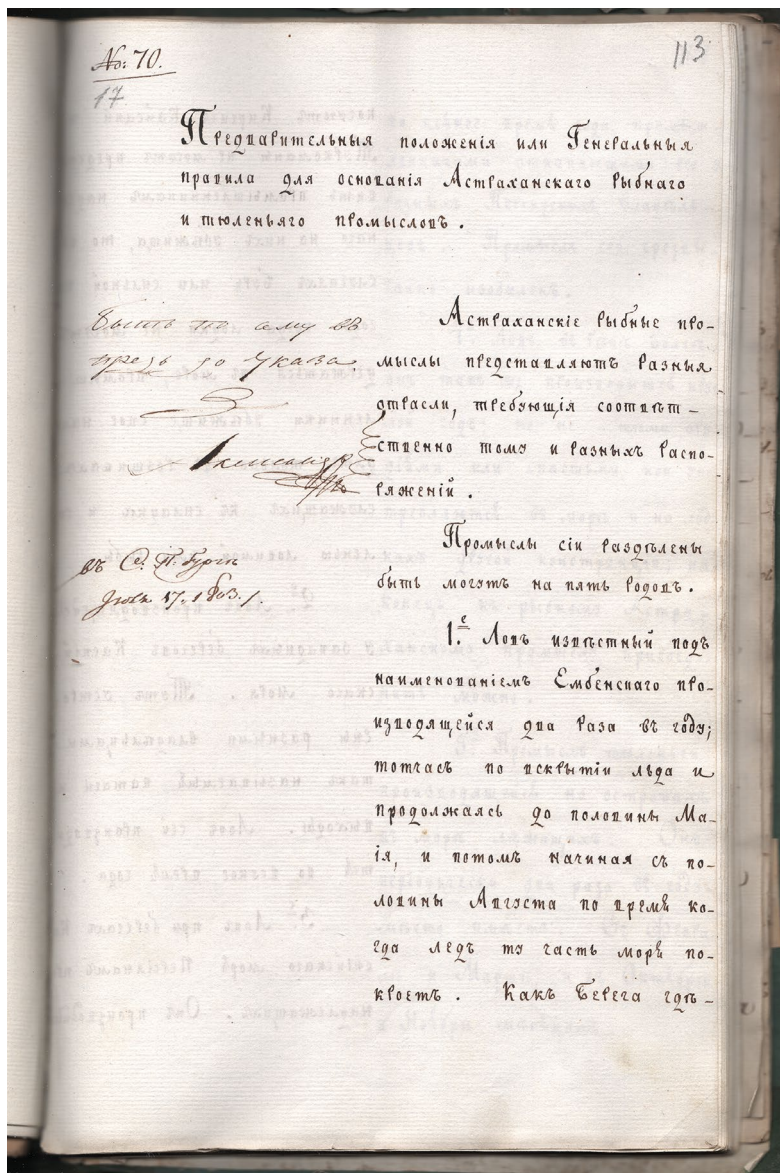 No: 70.
113
17
Предварительныя положенія или Генеральныя
правила для основанія Астраханскаго рыбнаго
и тюленьяго промысловъ.
Быть по сему въ
предь до Указа
Александръ
въ С. П. Бурге
17. 1803.
Астраханскіе рыбные про-
мыслы представляютъ разныя
отрасли, требующія соотвѣт-
ственно тому и разныхъ распо-
ряженій.
Промыслы сіи раздѣлены
быть могутъ на пять родовъ.
1.е Ловъ извѣстный подъ
наименованіемъ Ембенскаго про-
изводящейся два раза въ году;
тотчасъ по вскрытіи льда и
продолжаясь до половины Ма-
ія, и потомъ начиная съ по-
ловины Августа по время ко-
гда ледъ ту часть моря по-
кроетъ. Какъ Берега гдѣ-